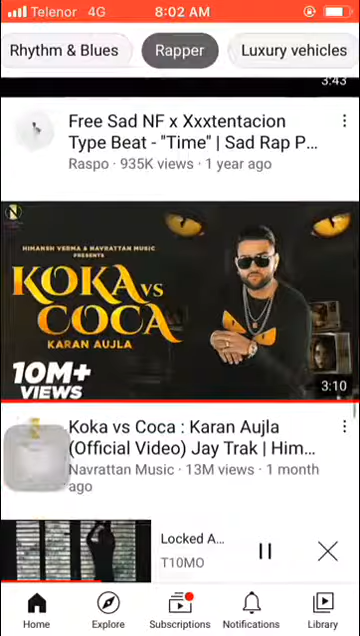 Telenor 4G 8:02 AM
Rhythm & Blues Rapper Luxury vehicles
3:43
Free Sad NF x Xxxtentacion
Type Beat - "Time" | Sad Rap P...
Raspo · 935K views · 1 year ago
HIMANSH VERMA & NAVRATTAN MUSIC
PRESENTS
KOKA VS
COCA
KARAN AUJLA
10M+
VIEWS
3:10
Koka vs Coca : Karan Aujla
(Official Video) Jay Trak | Him...
Navrattan Music · 13M views · 1 month
ago
Locked A...
T10MO
Home Explore Subscriptions Notifications Library